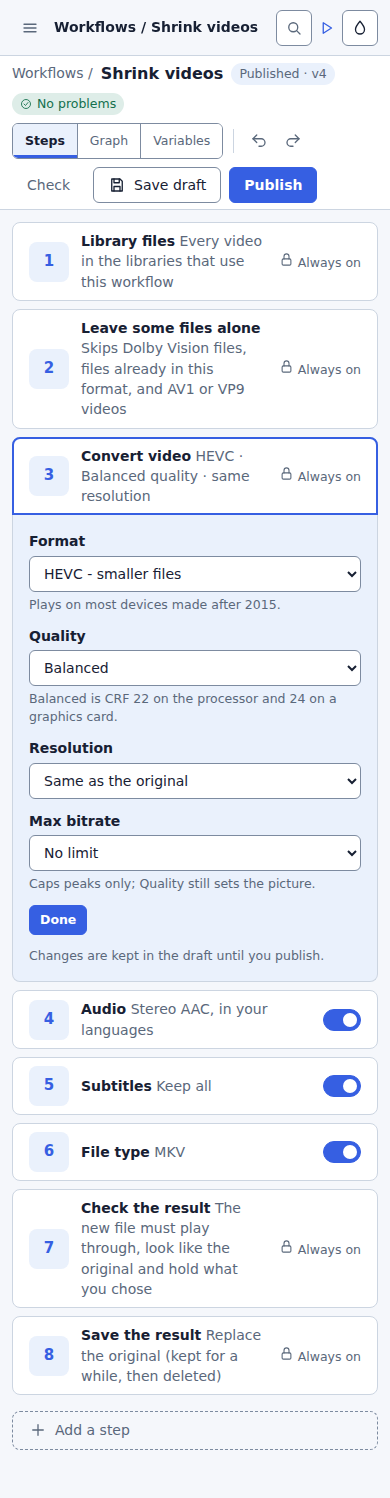 Workflows / Shrink videos
Workflows / Shrink videos Published · v4
No problems
Steps Graph Variables
Check Save draft Publish
1
Library files Every video
in the libraries that use
this workflow
Always on
2
Leave some files alone
Skips Dolby Vision files,
files already in this
format, and AV1 or VP9
videos
Always on
3
Convert video HEVC ·
Balanced quality · same
resolution
Always on
Format
HEVC - smaller files
Plays on most devices made after 2015.
Quality
Balanced
Balanced is CRF 22 on the processor and 24 on a
graphics card.
Resolution
Same as the original
Max bitrate
No limit
Caps peaks only; Quality still sets the picture.
Done
Changes are kept in the draft until you publish.
4
Audio Stereo AAC, in your
languages
5
Subtitles Keep all
6
File type MKV
7
Check the result The
new file must play
through, look like the
original and hold what
you chose
Always on
8
Save the result Replace
the original (kept for a
while, then deleted)
Always on
Add a step